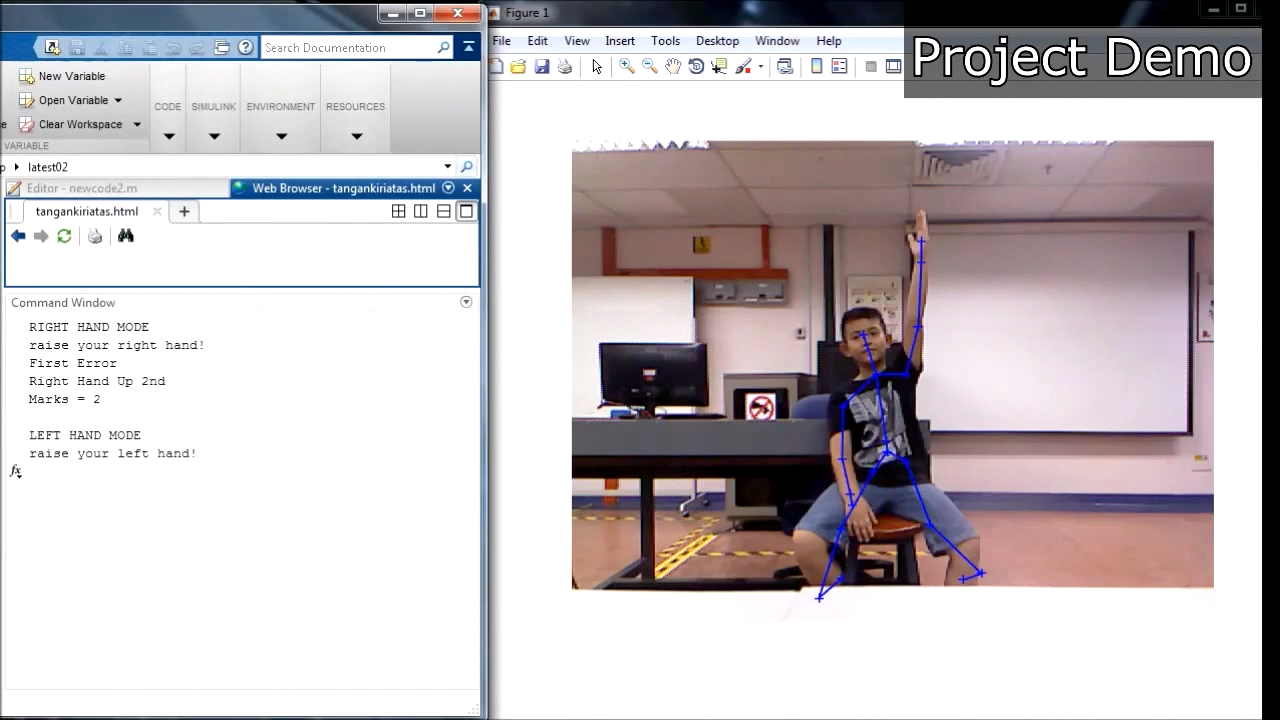 Figure 1
Project Demo
File Edit View Insert Tools Desktop Window Help
Search Documentation
New Variable
Open Variable
Clear Workspace
VARIABLE
CODE SIMULINK ENVIRONMENT RESOURCES
latest02
Editor - newcode2.m
Web Browser - tangankiriatas.html
tangankiriatas.html
Command Window
RIGHT HAND MODE
raise your right hand!
First Error
Right Hand Up 2nd
Marks = 2
LEFT HAND MODE
raise your left hand!
fx